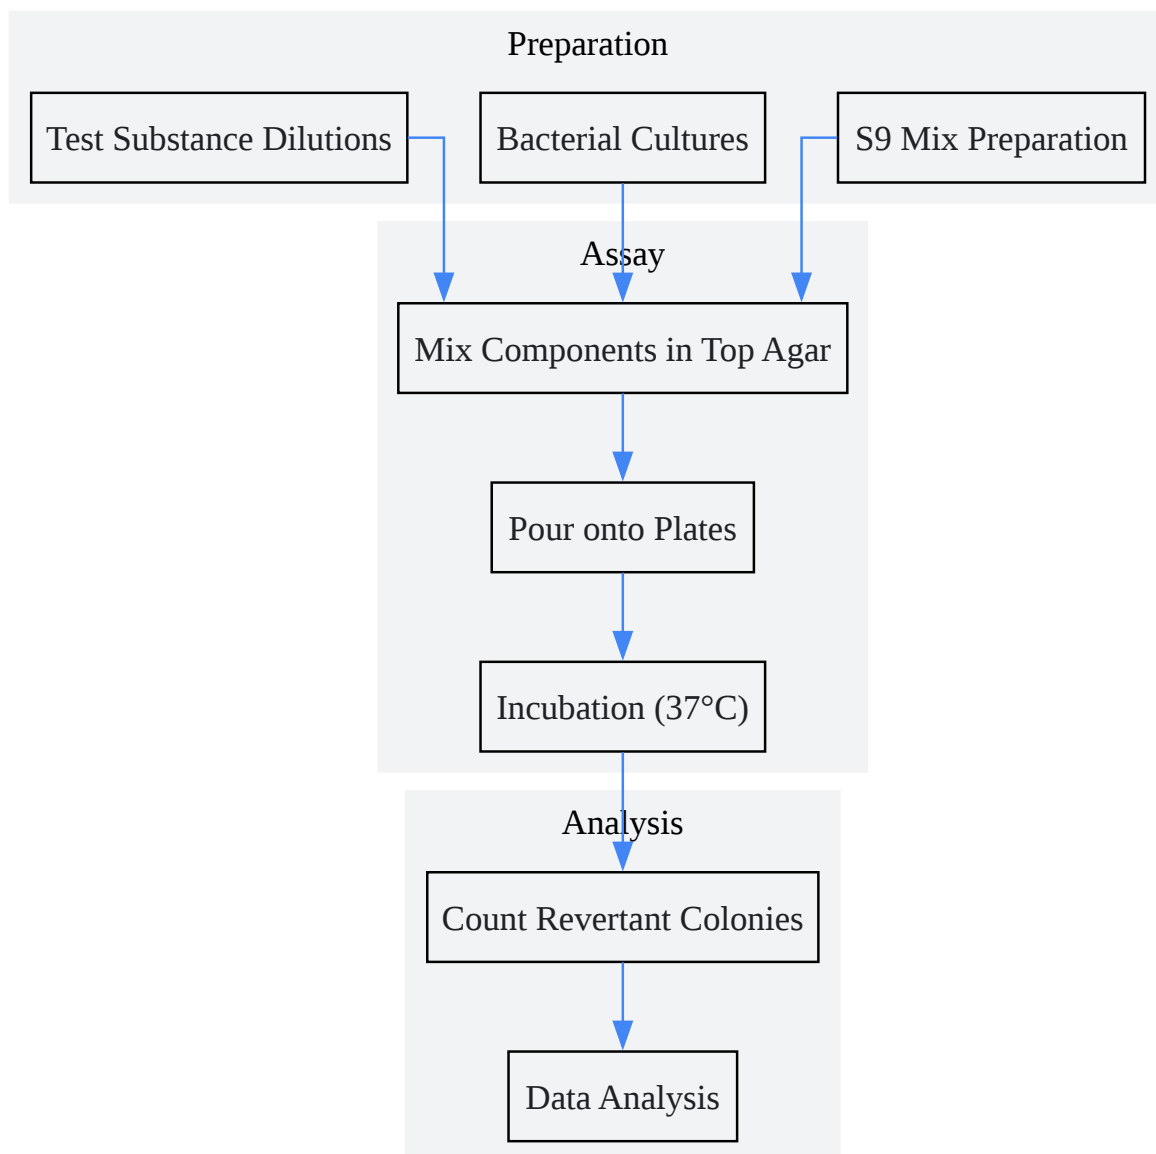 Preparation
Test Substance Dilutions
Bacterial Cultures
S9 Mix Preparation
Assay
Mix Components in Top Agar
Pour onto Plates
Incubation (37°C)
Analysis
Count Revertant Colonies
Data Analysis